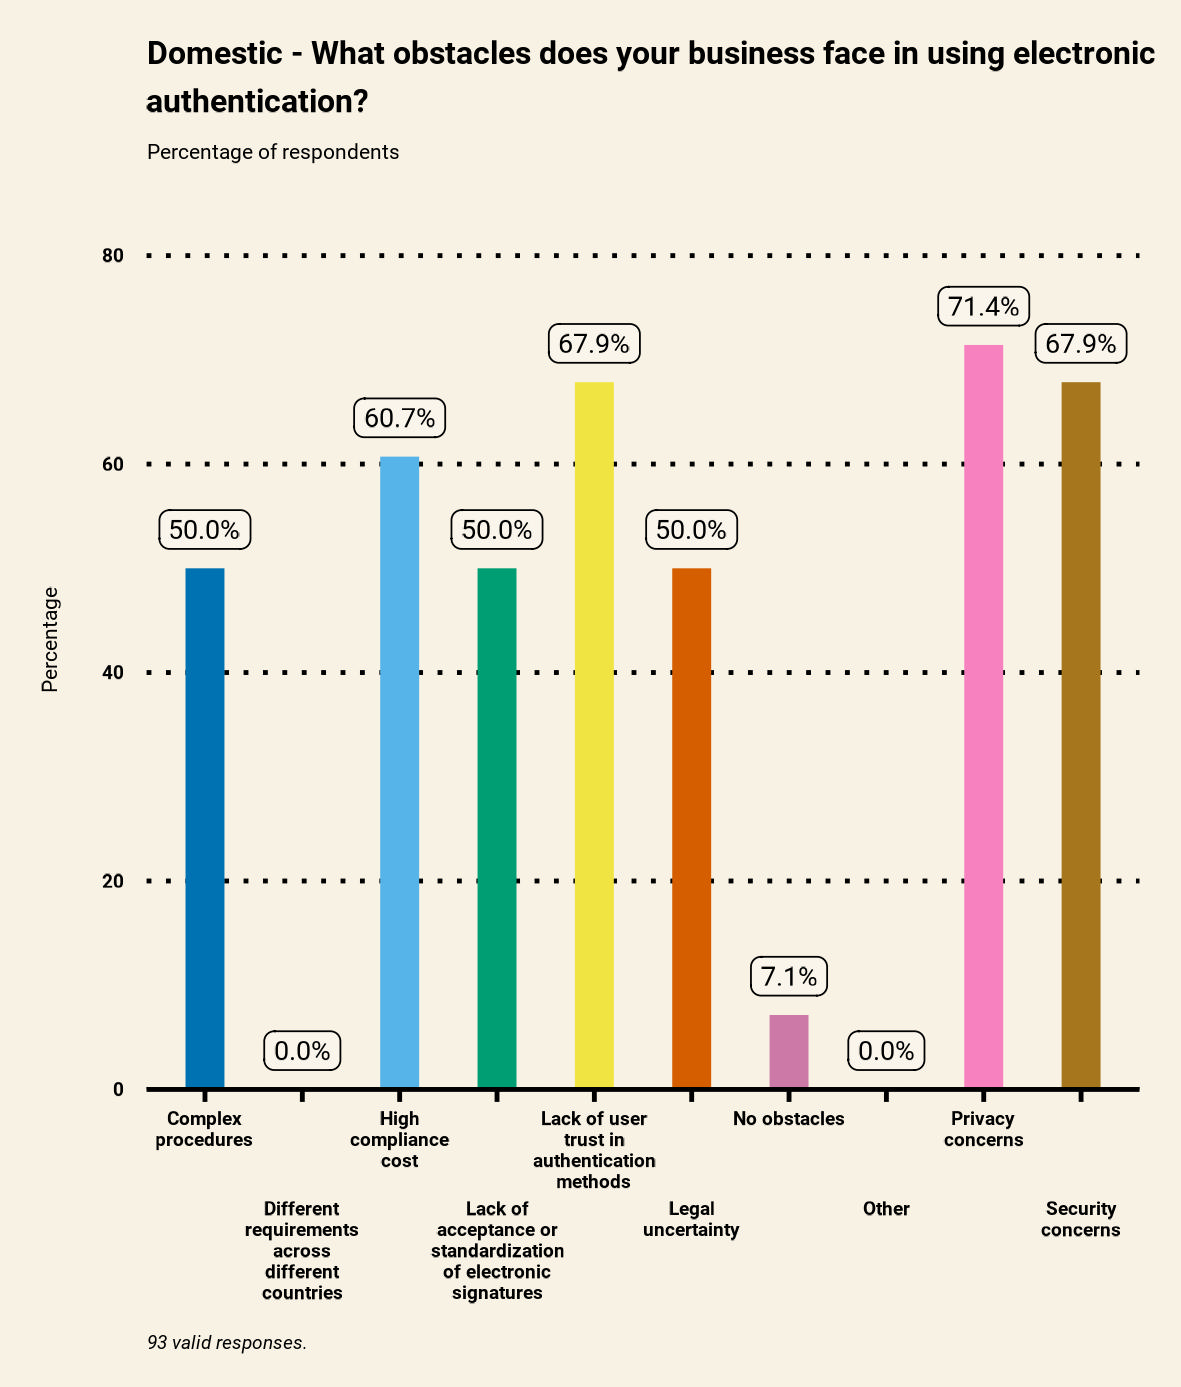 Domestic - What obstacles does your business face in using electronic
authentication?
Percentage of respondents
Percentage
80
60
40
20
0
50.0%
0.0%
60.7%
50.0%
67.9%
50.0%
7.1%
0.0%
71.4%
67.9%
Complex
procedures
Different
requirements
across
different
countries
High
compliance
cost
Lack of
acceptance or
standardization
of electronic
signatures
Lack of user
trust in
authentication
methods
Legal
uncertainty
No obstacles
Other
Privacy
concerns
Security
concerns
93 valid responses.